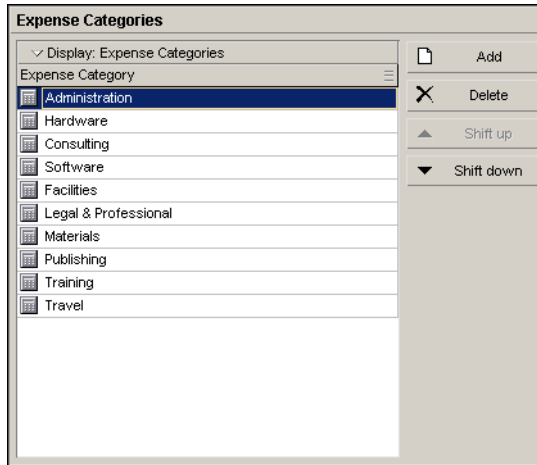 Expense Categories
Display: Expense Categories
Expense Category
Administration
Hardware
Consulting
Software
Facilities
Legal & Professional
Materials
Publishing
Training
Travel
Add
Delete
Shift up
Shift down